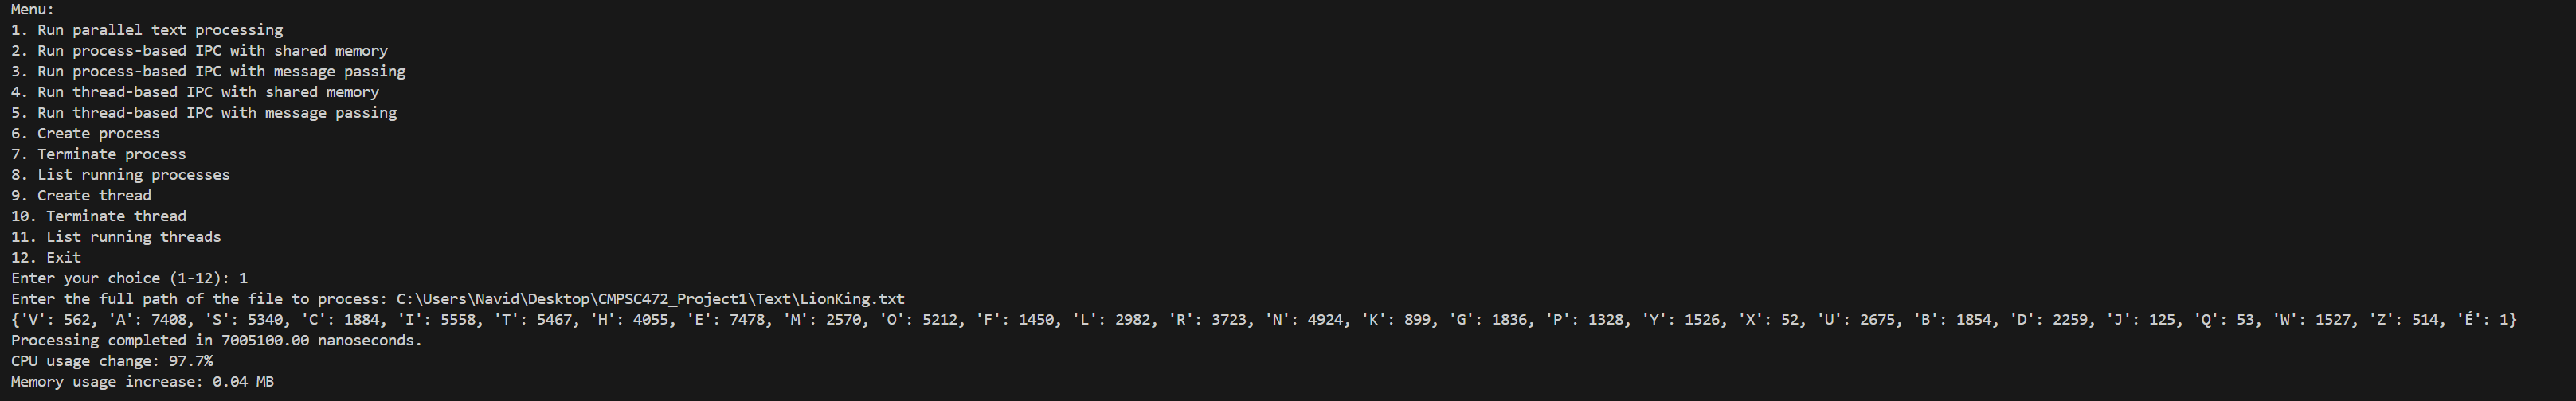 Menu:
1. Run parallel text processing
2. Run process-based IPC with shared memory
3. Run process-based IPC with message passing
4. Run thread-based IPC with shared memory
5. Run thread-based IPC with message passing
6. Create process
7. Terminate process
8. List running processes
9. Create thread
10. Terminate thread
11. List running threads
12. Exit
Enter your choice (1-12): 1
Enter the full path of the file to process: C:\Users\Navid\Desktop\CMPSC472_Project1\Text\LionKing.txt
{'V': 562, 'A': 7408, 'S': 5340, 'C': 1884, 'I': 5558, 'T': 5467, 'H': 4055, 'E': 7478, 'M': 2570, 'O': 5212, 'F': 1450, 'L': 2982, 'R': 3723, 'N': 4924, 'K': 899, 'G': 1836, 'P': 1328, 'Y': 1526, 'X': 52, 'U': 2675, 'B': 1854, 'D': 2259, 'J': 125, 'Q': 53, 'W': 1527, 'Z': 514, 'É': 1}
Processing completed in 7005100.00 nanoseconds.
CPU usage change: 97.7%
Memory usage increase: 0.04 MB